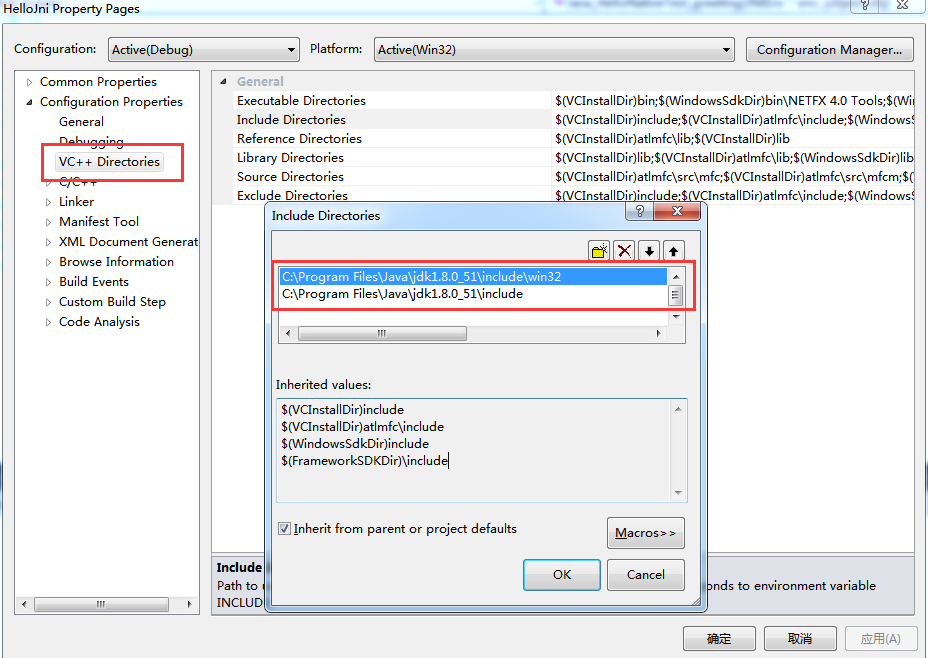 HelloJni Property Pages
Configuration: Active(Debug) Platform: Active(Win32) Configuration Manager...
Common Properties
Configuration Properties
General
Debugging
VC++ Directories
C/C++
Linker
Manifest Tool
XML Document Generat
Browse Information
Build Events
Custom Build Step
Code Analysis
General
Executable Directories $(VCInstallDir)bin;$(WindowsSdkDir)bin\NETFX 4.0 Tools;$(Win
Include Directories $(VCInstallDir)include;$(VCInstallDir)atlmfc\include;$(WindowsS
Reference Directories $(VCInstallDir)atlmfc\lib;$(VCInstallDir)lib
Library Directories $(VCInstallDir)lib;$(VCInstallDir)atlmfc\lib;$(WindowsSdkDir)lib
Source Directories $(VCInstallDir)atlmfc\src\mfc;$(VCInstallDir)atlmfc\src\mfcm;$(V
Exclude Directories $(VCInstallDir)include;$(VCInstallDir)atlmfc\include;$(WindowsS
Include Directories
C:\Program Files\Java\jdk1.8.0_51\include\win32
C:\Program Files\Java\jdk1.8.0_51\include
Inherited values:
$(VCInstallDir)include
$(VCInstallDir)atlmfc\include
$(WindowsSdkDir)include
$(FrameworkSDKDir)\include
Inherit from parent or project defaults
Macros>>
OK Cancel
Include
Path to
onds to environment variable
INCLUD
确定 取消 应用(A)